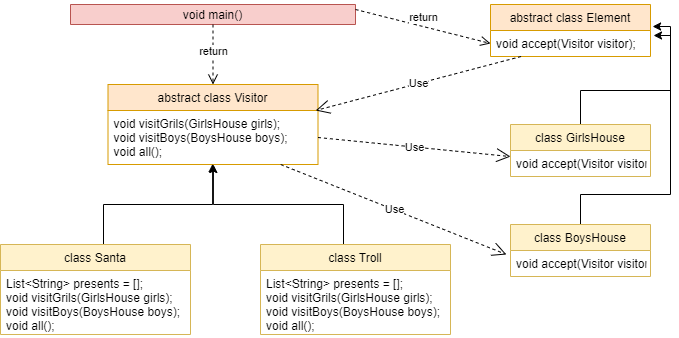 void main()
return
return
abstract class Element
void accept(Visitor visitor);
Use
abstract class Visitor
void visitGrils(GirlsHouse girls);
void visitBoys(BoysHouse boys);
void all();
Use
class GirlsHouse
void accept(Visitor visitor
Use
class BoysHouse
void accept(Visitor visitor
class Santa
List<String> presents = [];
void visitGrils(GirlsHouse girls);
void visitBoys(BoysHouse boys);
void all();
class Troll
List<String> presents = [];
void visitGrils(GirlsHouse girls);
void visitBoys(BoysHouse boys);
void all();